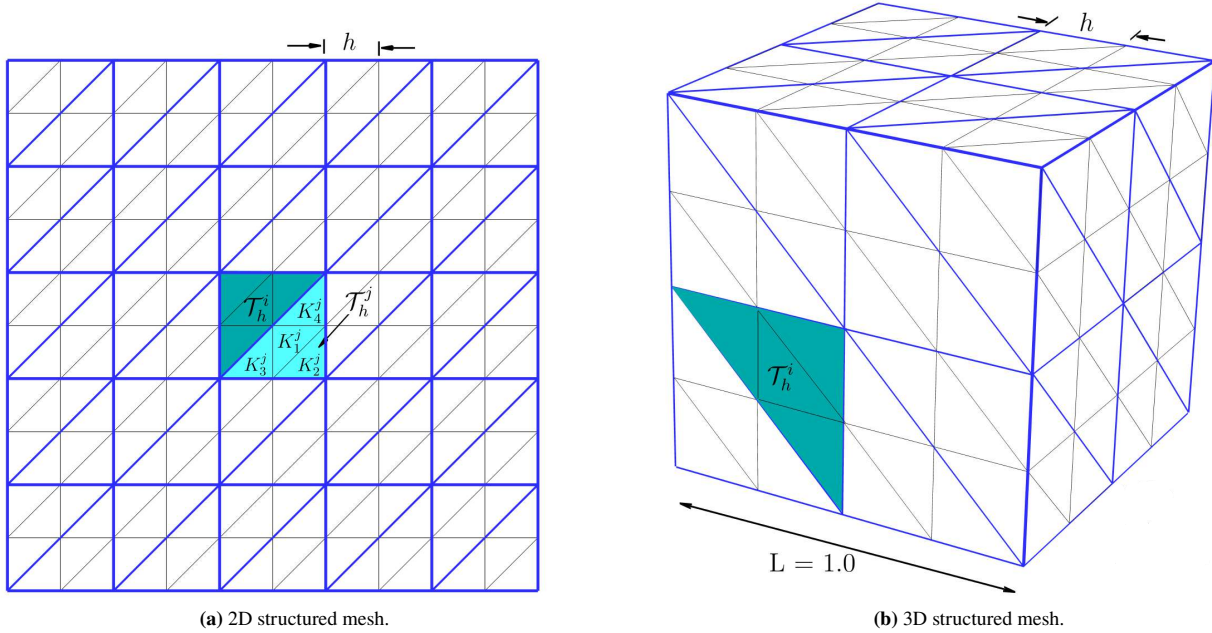 h
h
𝒯_h^i
𝒯_h^j
K_4^j
K_1^j
K_3^j
K_2^j
𝒯_h^i
L = 1.0
(a) 2D structured mesh.
(b) 3D structured mesh.